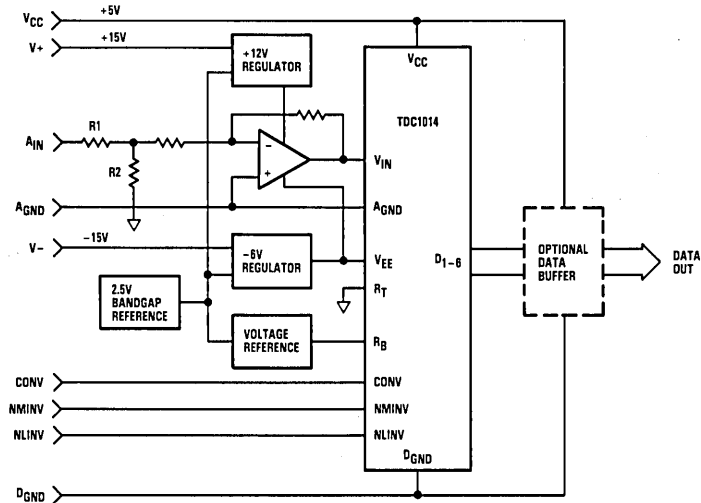 VCC +5V
V+ +15V
+12V
REGULATOR
VCC
TDC1014
AIN R1
R2
− +
VIN
AGND
AGND
V− −15V
−6V
REGULATOR
VEE
D1−6
OPTIONAL
DATA
BUFFER
DATA
OUT
2.5V
BANDGAP
REFERENCE
RT
VOLTAGE
REFERENCE
RB
CONV CONV
NMINV NMINV
NLINV NLINV
DGND
DGND